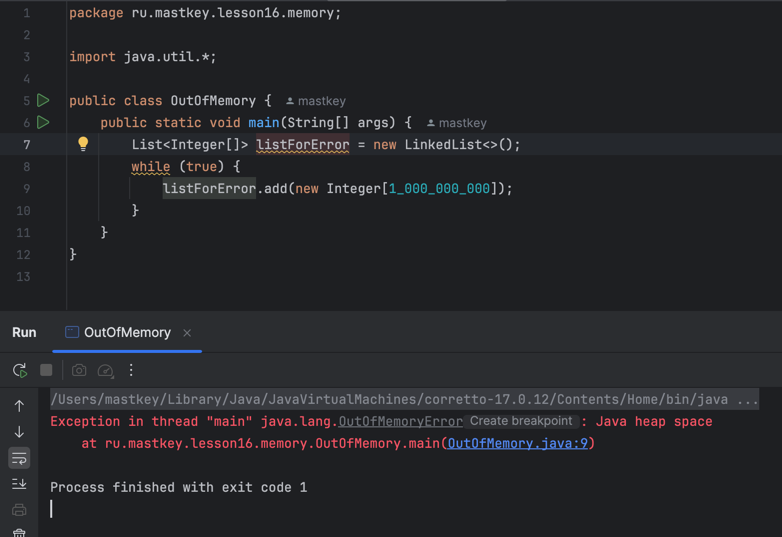 1 package ru.mastkey.lesson16.memory;
2
3 import java.util.*;
4
5 public class OutOfMemory { mastkey
6 public static void main(String[] args) { mastkey
7 List<Integer[]> listForError = new LinkedList<>();
8 while (true) {
9 listForError.add(new Integer[1_000_000_000]);
10 }
11 }
12 }
13
Run OutOfMemory ×
/Users/mastkey/Library/Java/JavaVirtualMachines/corretto-17.0.12/Contents/Home/bin/java ...
Exception in thread "main" java.lang.OutOfMemoryError Create breakpoint : Java heap space
at ru.mastkey.lesson16.memory.OutOfMemory.main(OutOfMemory.java:9)
Process finished with exit code 1